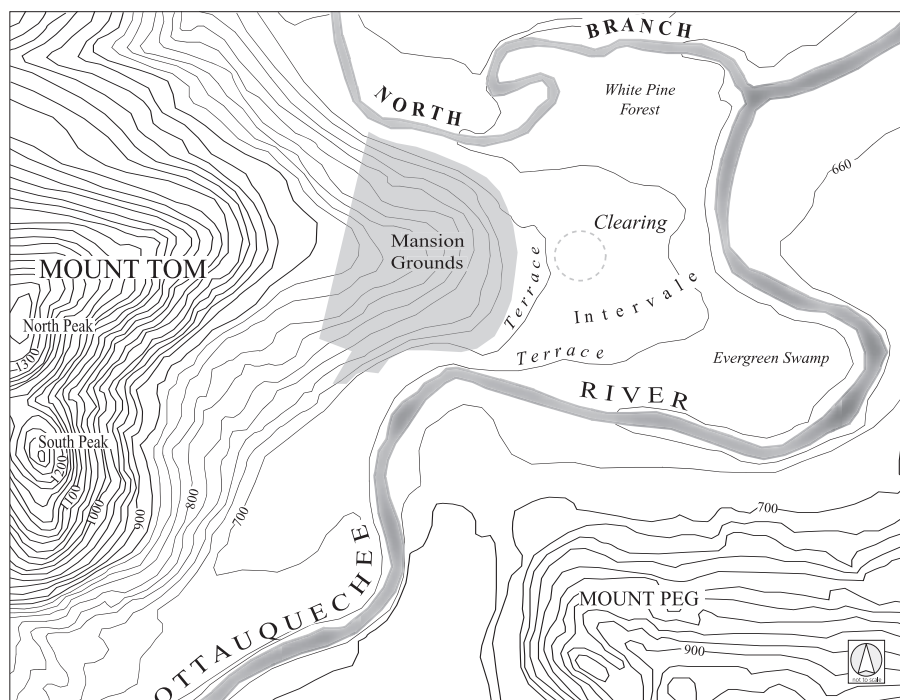 BRANCH
White Pine
Forest
NORTH
660
Clearing
Mansion
Grounds
Terrace
MOUNT TOM
Intervale
North Peak
1300
Terrace
Evergreen Swamp
RIVER
South Peak
1200
1100
1000
900
800
700
700
OTTAUQUECHEE
MOUNT PEG
900
not to scale